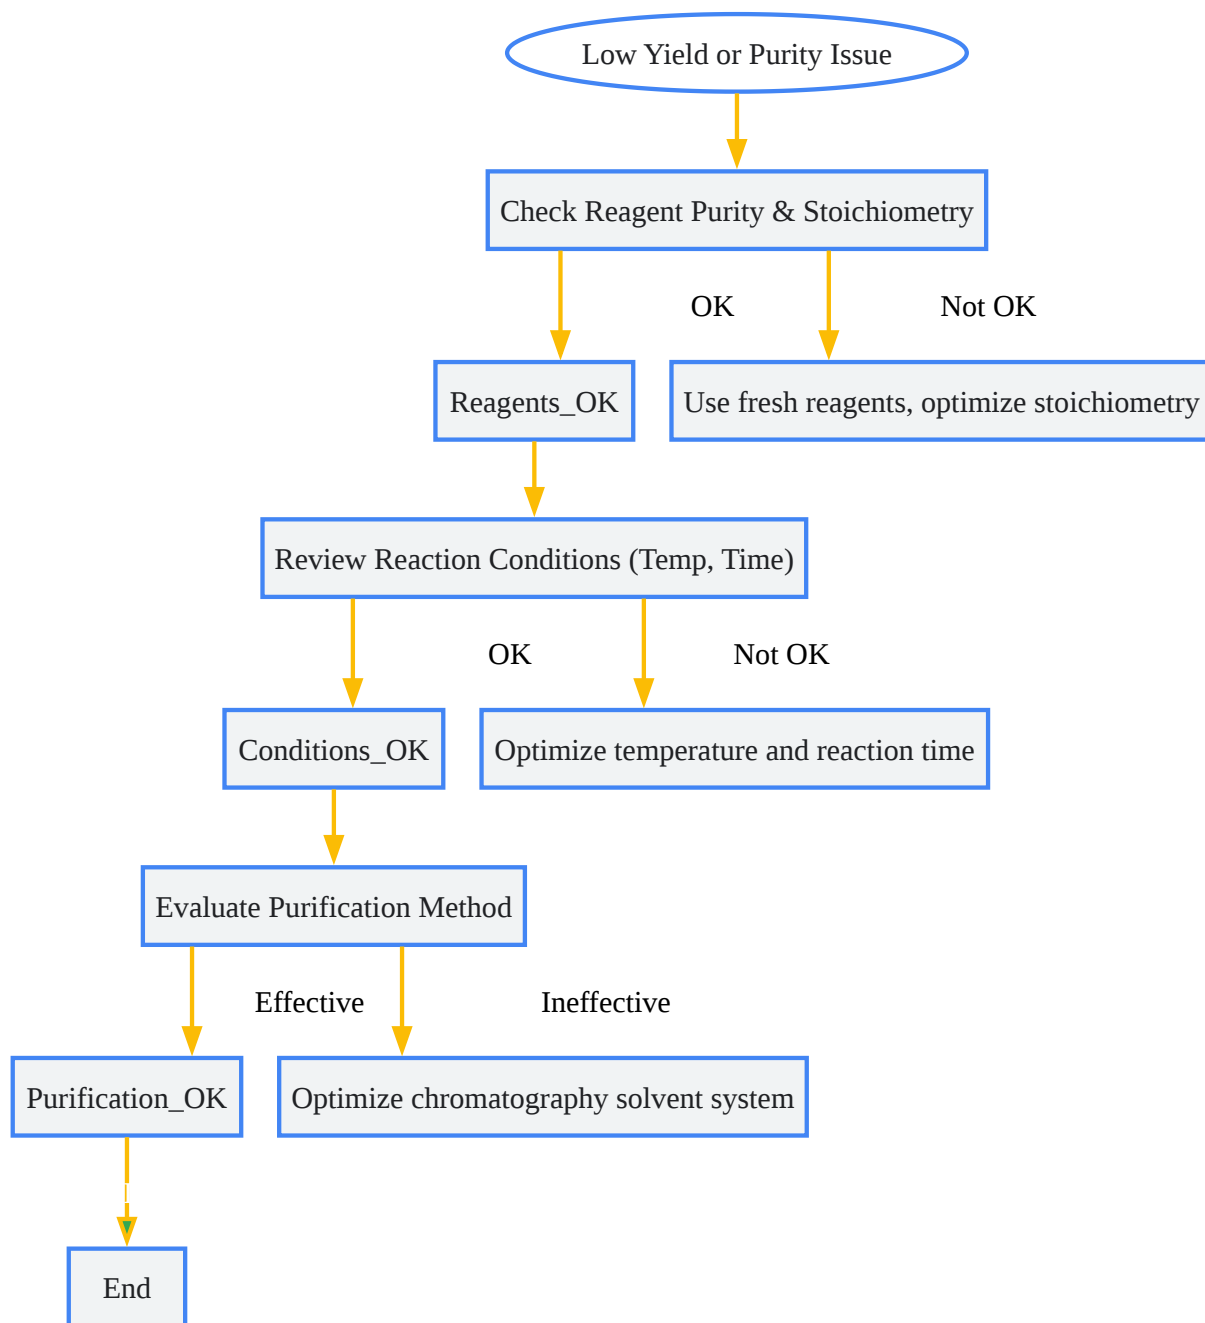 Low Yield or Purity Issue
Check Reagent Purity & Stoichiometry
OK
Not OK
Reagents_OK
Use fresh reagents, optimize stoichiometry
Review Reaction Conditions (Temp, Time)
OK
Not OK
Conditions_OK
Optimize temperature and reaction time
Evaluate Purification Method
Effective
Ineffective
Purification_OK
Optimize chromatography solvent system
End